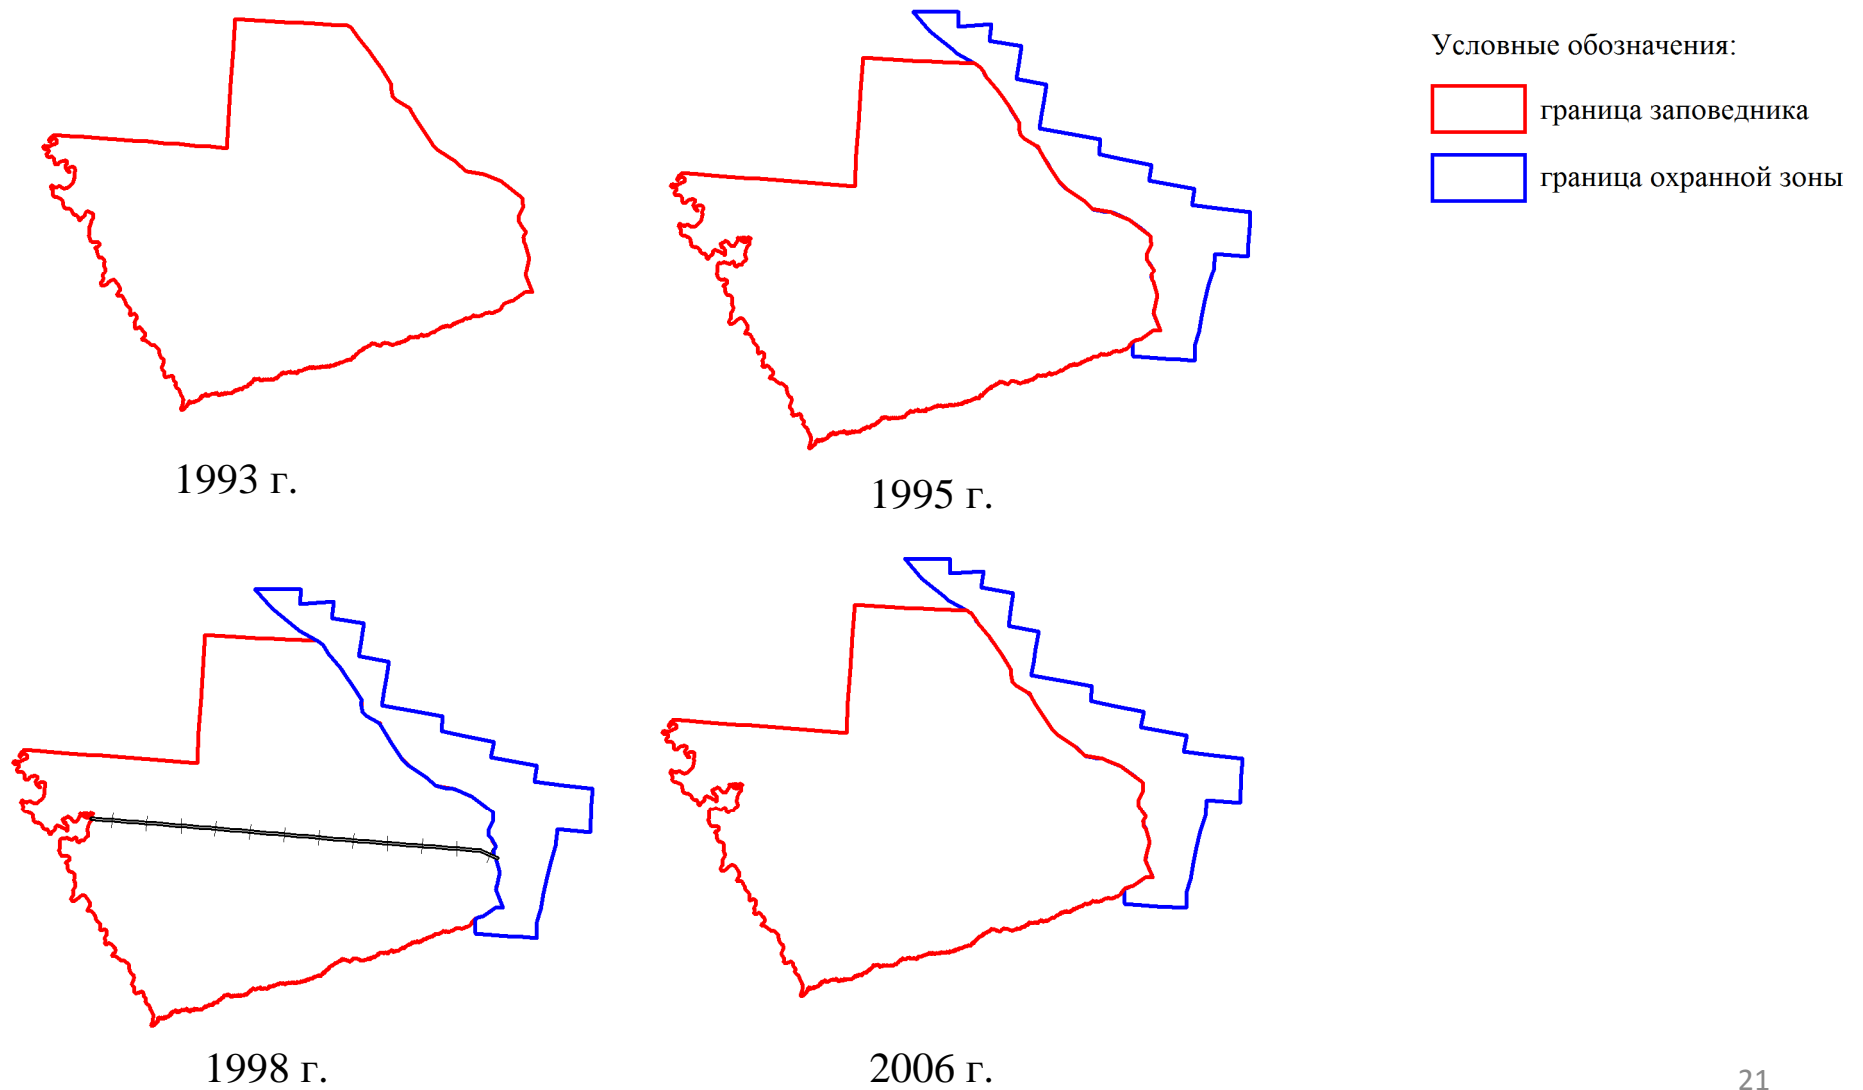 Условные обозначения:
граница заповедника
граница охранной зоны
1993 г.
1995 г.
1998 г.
2006 г.
21